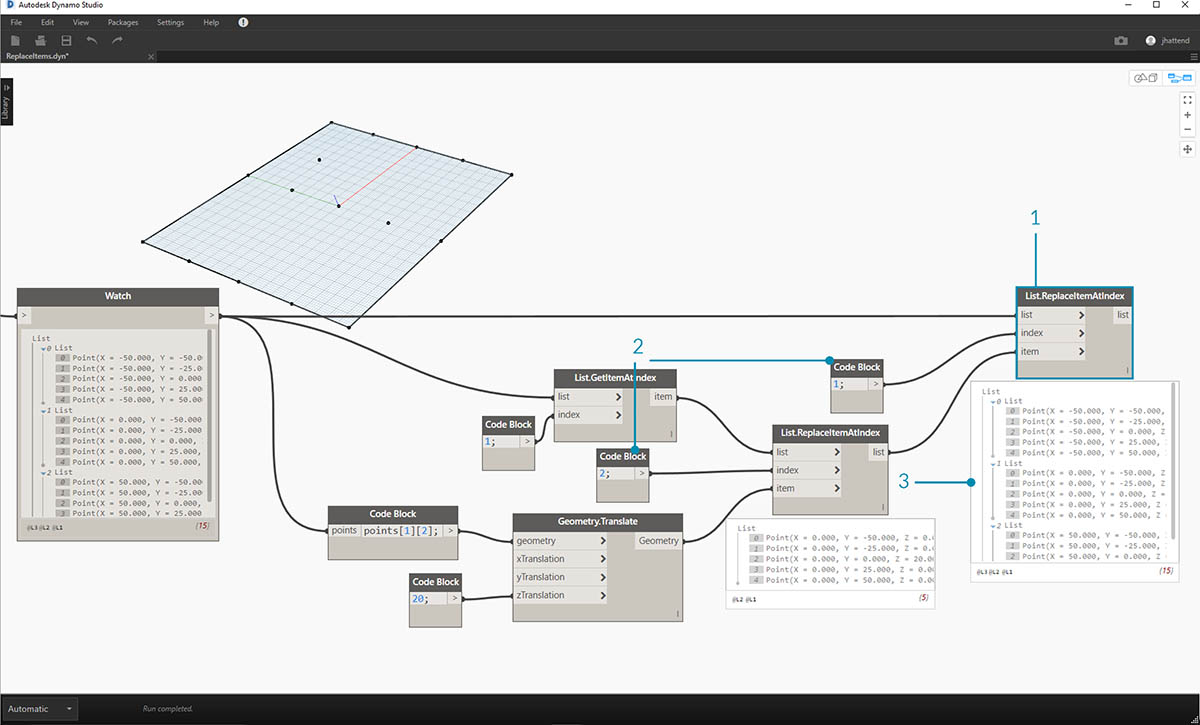 Autodesk Dynamo Studio
File Edit View Packages Settings Help
jhattend
ReplaceItems.dyn*
Library
1
Watch
> >
List
0 List
0 Point(X = -50.000, Y = -50.0
1 Point(X = -50.000, Y = -25.0
2 Point(X = -50.000, Y = 0.000
3 Point(X = -50.000, Y = 25.00
4 Point(X = -50.000, Y = 50.00
1 List
0 Point(X = 0.000, Y = -50.000
1 Point(X = 0.000, Y = -25.000
2 Point(X = 0.000, Y = 0.000,
3 Point(X = 0.000, Y = 25.000,
4 Point(X = 0.000, Y = 50.000,
2 List
0 Point(X = 50.000, Y = -50.00
1 Point(X = 50.000, Y = -25.00
2 Point(X = 50.000, Y = 0.000,
3 Point(X = 50.000, Y = 25.000
@L3 @L2 @L1 (15)
List.ReplaceItemAtIndex
list > list
index >
item >
2
Code Block
1; >
List.GetItemAtIndex
list > item
index >
Code Block
1; >
Code Block
2; >
List.ReplaceItemAtIndex
list > list
index >
item >
3
List
0 List
0 Point(X = -50.000, Y = -50.000,
1 Point(X = -50.000, Y = -25.000,
2 Point(X = -50.000, Y = 0.000, Z
3 Point(X = -50.000, Y = 25.000,
4 Point(X = -50.000, Y = 50.000,
1 List
0 Point(X = 0.000, Y = -50.000, Z
1 Point(X = 0.000, Y = -25.000, Z
2 Point(X = 0.000, Y = 0.000, Z =
3 Point(X = 0.000, Y = 25.000, Z
4 Point(X = 0.000, Y = 50.000, Z
2 List
0 Point(X = 50.000, Y = -50.000,
1 Point(X = 50.000, Y = -25.000,
2 Point(X = 50.000, Y = 0.000, Z
@L3 @L2 @L1 (15)
Code Block
points points[1][2]; >
Code Block
20; >
Geometry.Translate
geometry > Geometry
xTranslation >
yTranslation >
zTranslation >
List
0 Point(X = 0.000, Y = -50.000, Z = 0.0
1 Point(X = 0.000, Y = -25.000, Z = 0.0
2 Point(X = 0.000, Y = 0.000, Z = 20.00
3 Point(X = 0.000, Y = 25.000, Z = 0.00
4 Point(X = 0.000, Y = 50.000, Z = 0.00
@L2 @L1 (5)
Automatic
Run completed.